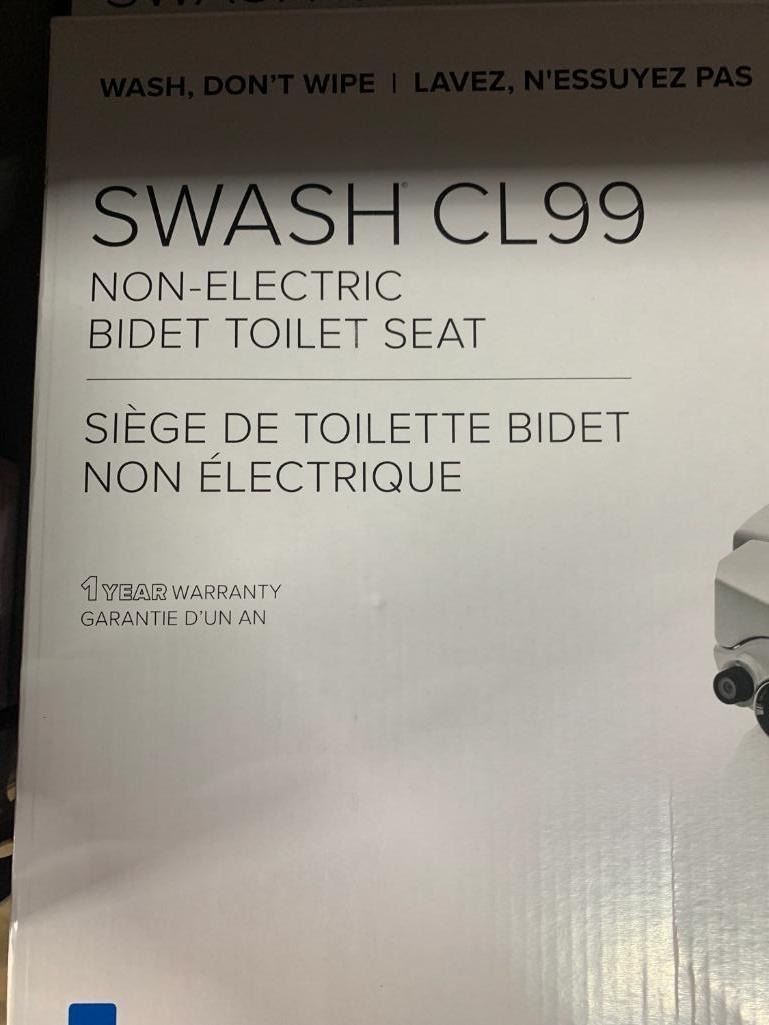 WASH, DON'T WIPE | LAVEZ, N'ESSUYEZ PAS
SWASH® CL99
NON-ELECTRIC
BIDET TOILET SEAT
SIÈGE DE TOILETTE BIDET
NON ÉLECTRIQUE
1 YEAR WARRANTY
GARANTIE D'UN AN